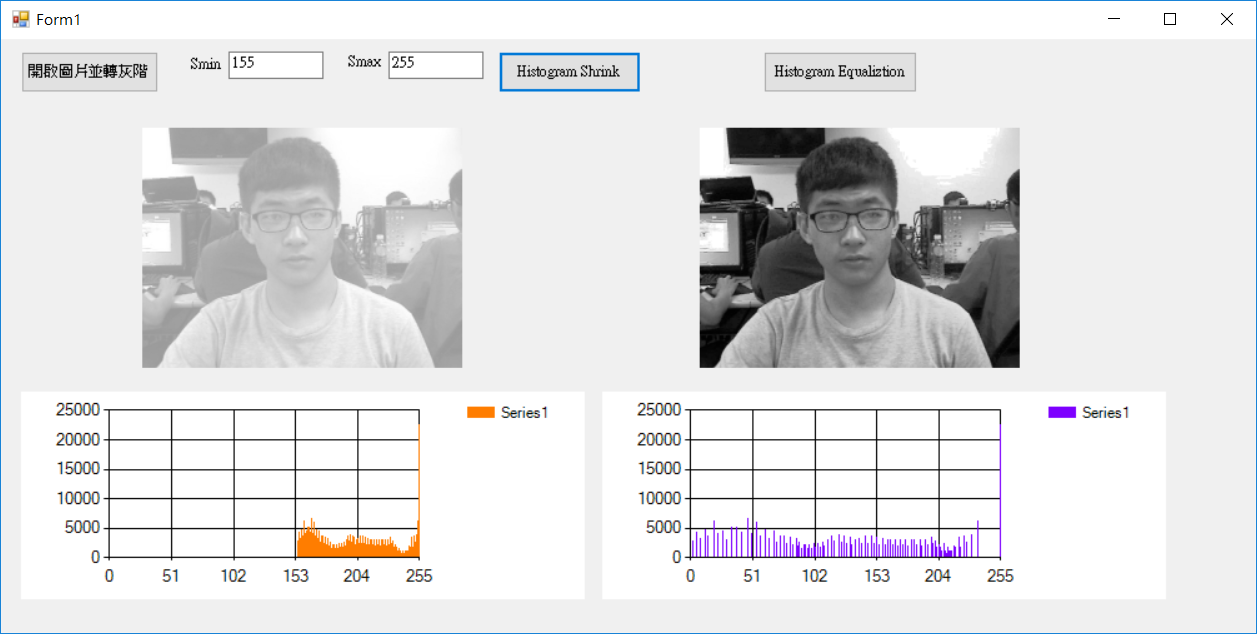 Form1
開啟圖片並轉灰階
Smin 155
Smax 255
Histogram Shrink
Histogram Equaliztion
25000
20000
15000
10000
5000
0
0 51 102 153 204 255
Series1
25000
20000
15000
10000
5000
0
0 51 102 153 204 255
Series1